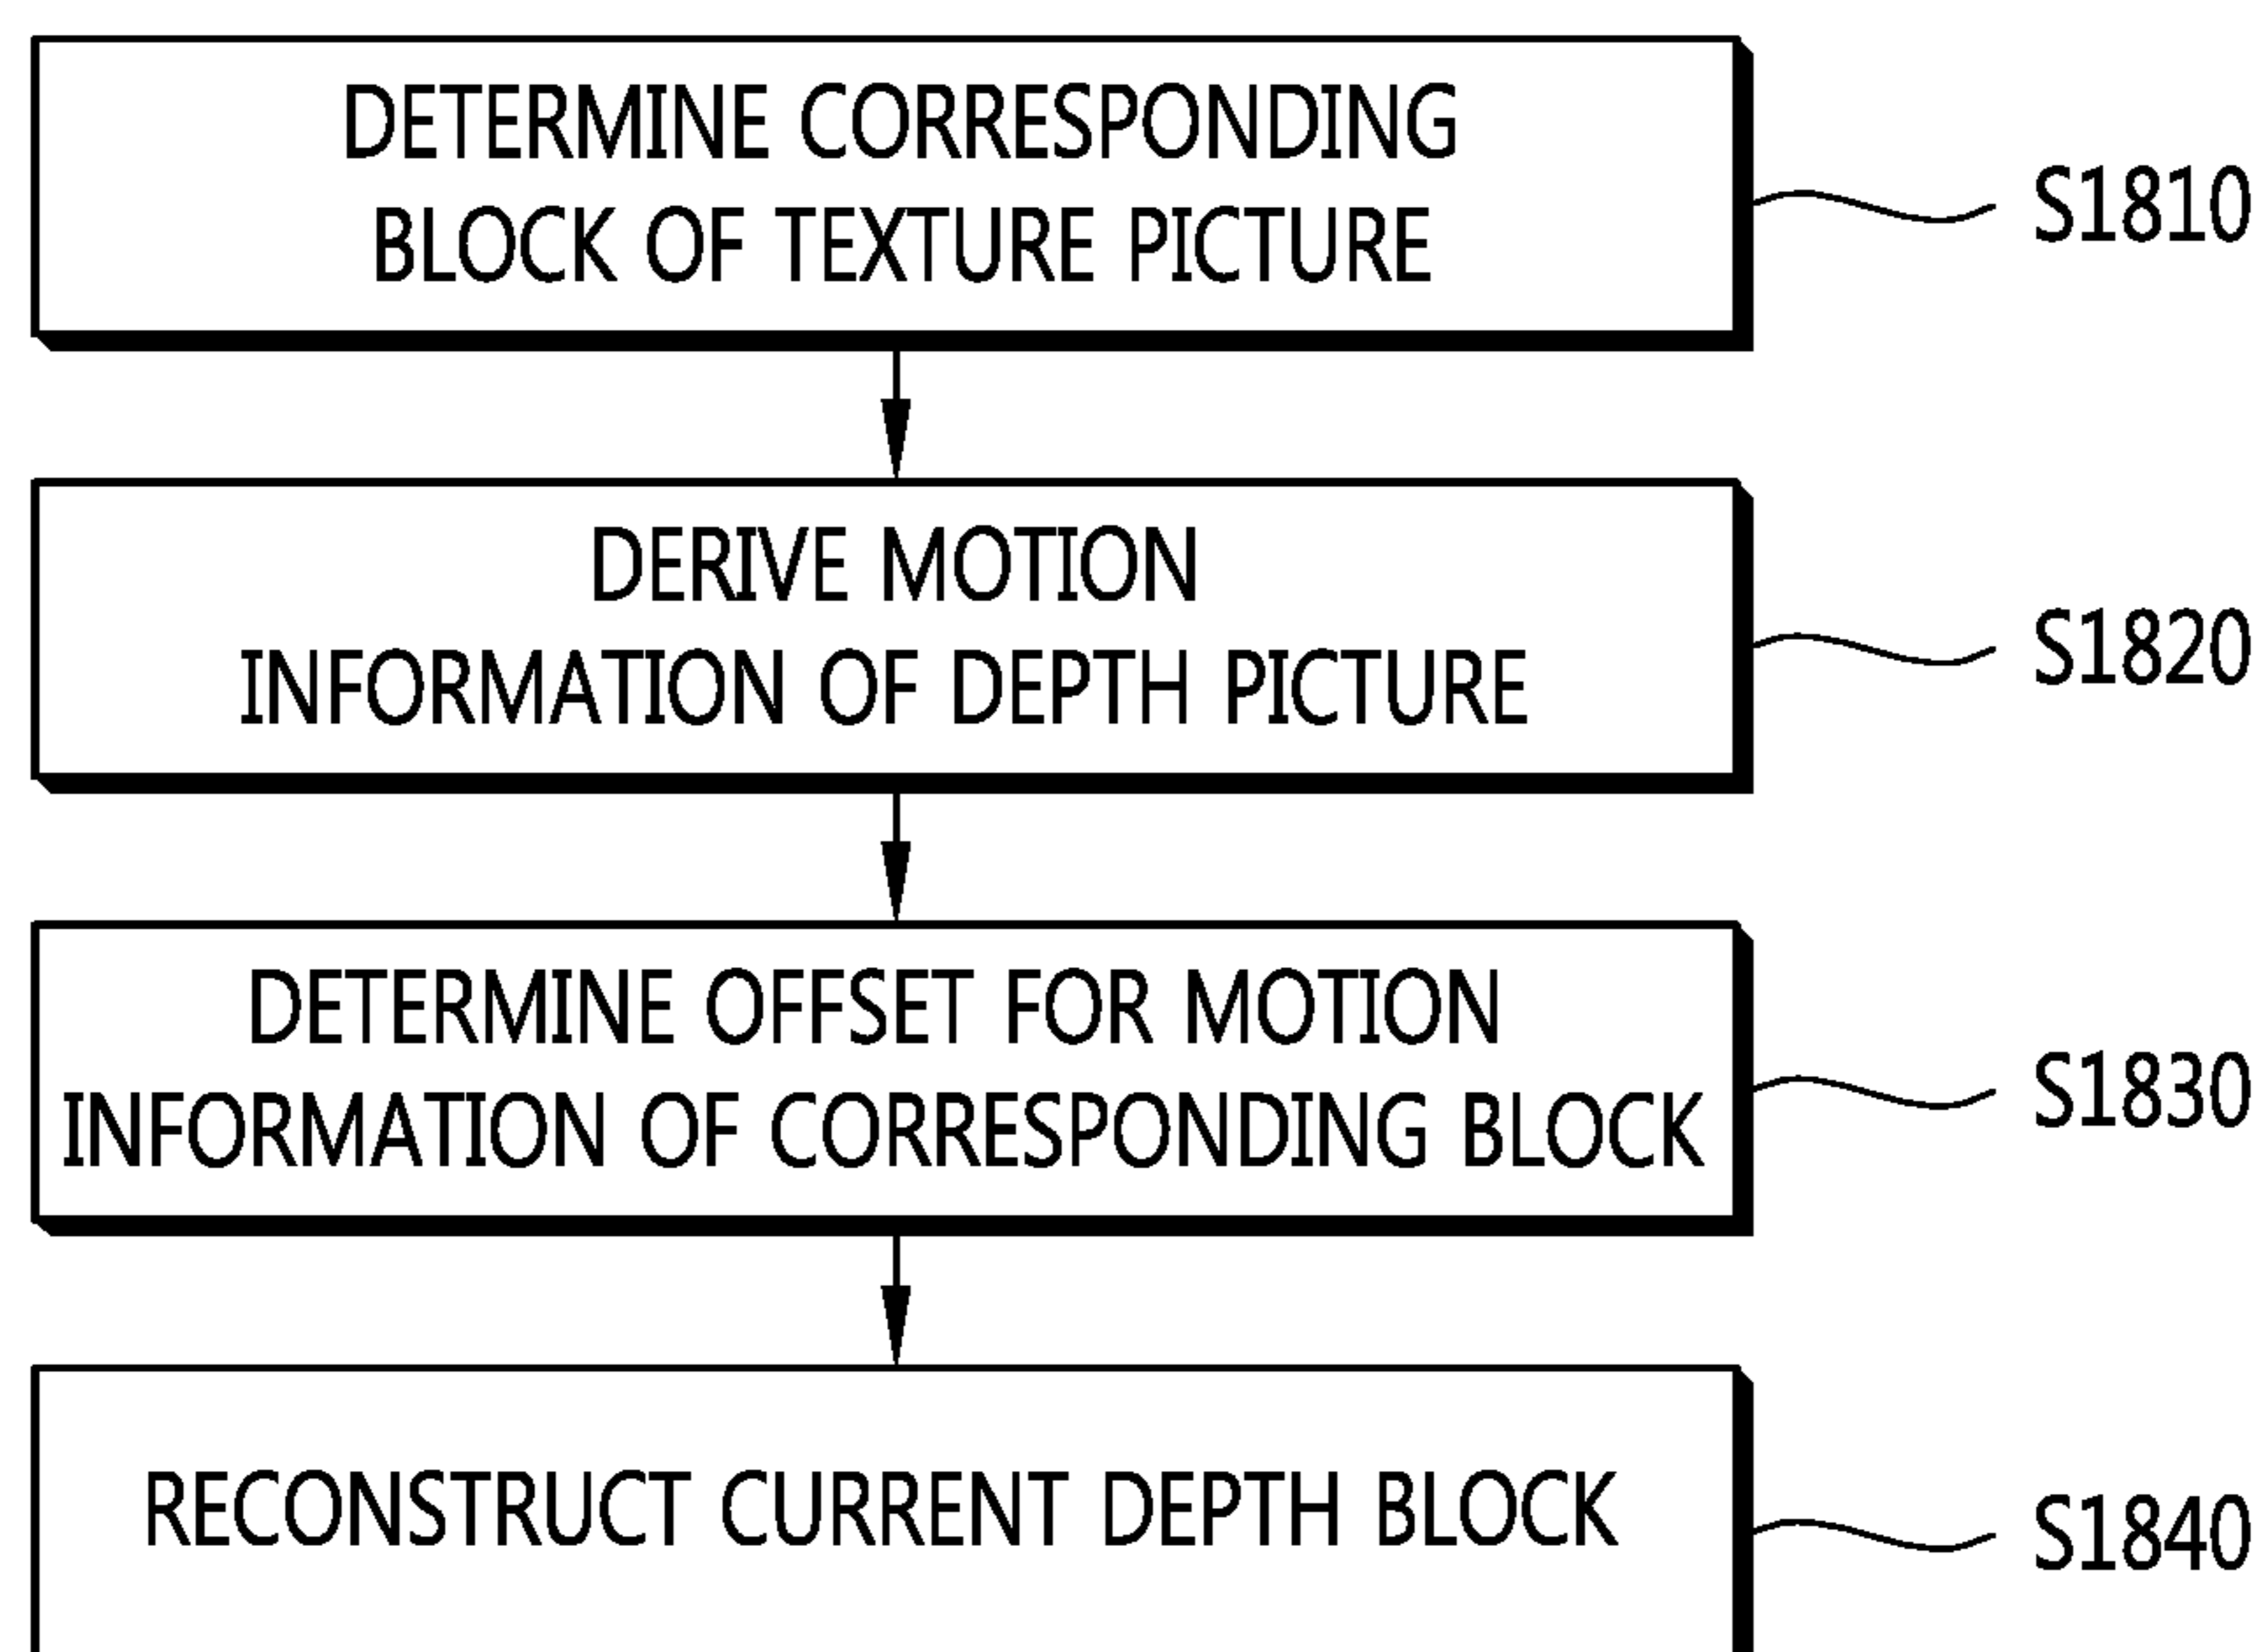 DETERMINE CORRESPONDING
BLOCK OF TEXTURE PICTURE
S1810
DERIVE MOTION
INFORMATION OF DEPTH PICTURE
S1820
DETERMINE OFFSET FOR MOTION
INFORMATION OF CORRESPONDING BLOCK
S1830
RECONSTRUCT CURRENT DEPTH BLOCK
S1840